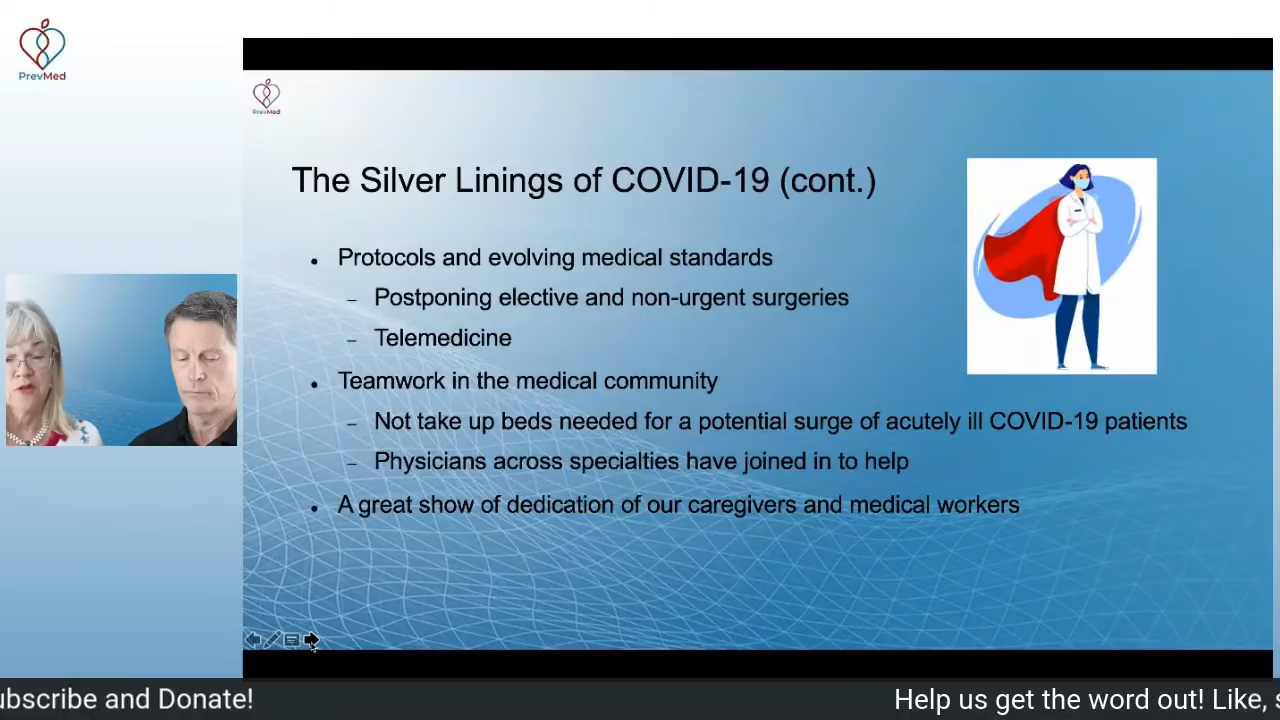 PrevMed
PrevMed
The Silver Linings of COVID-19 (cont.)
• Protocols and evolving medical standards
– Postponing elective and non-urgent surgeries
– Telemedicine
• Teamwork in the medical community
– Not take up beds needed for a potential surge of acutely ill COVID-19 patients
– Physicians across specialties have joined in to help
• A great show of dedication of our caregivers and medical workers
ubscribe and Donate!
Help us get the word out! Like, s